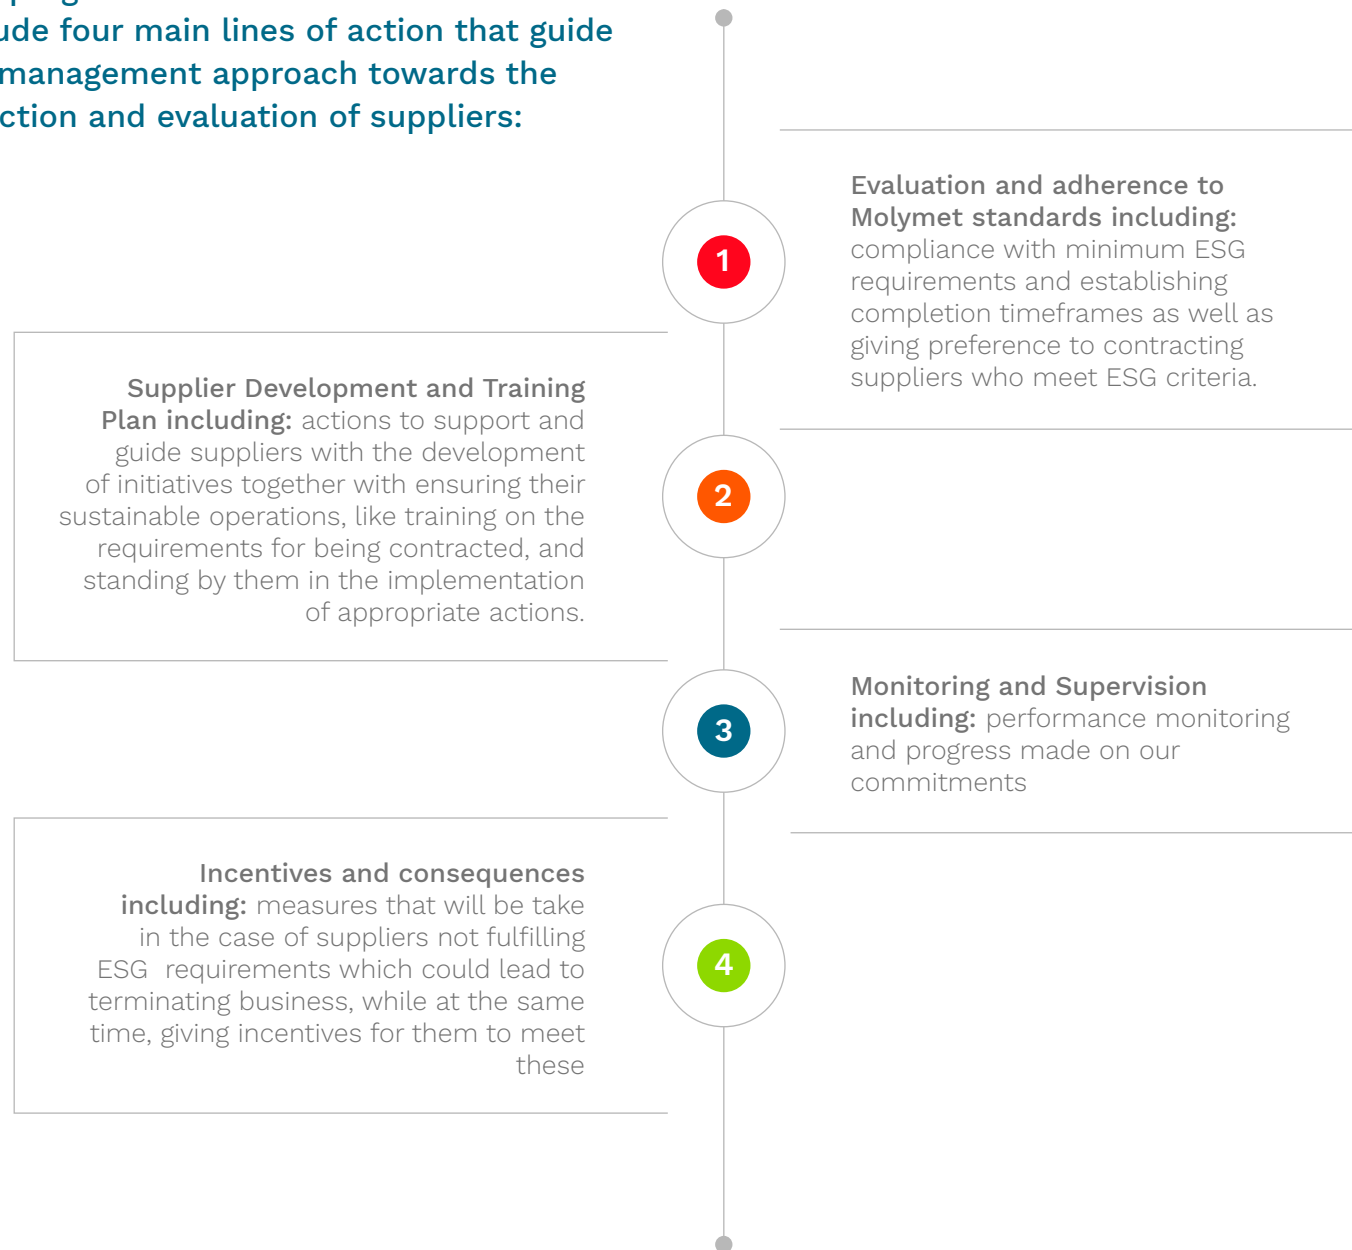 ude four main lines of action that guide
management approach towards the
ction and evaluation of suppliers:
1
Evaluation and adherence to
Molymet standards including:
compliance with minimum ESG
requirements and establishing
completion timeframes as well as
giving preference to contracting
suppliers who meet ESG criteria.
2
Supplier Development and Training
Plan including: actions to support and
guide suppliers with the development
of initiatives together with ensuring their
sustainable operations, like training on the
requirements for being contracted, and
standing by them in the implementation
of appropriate actions.
3
Monitoring and Supervision
including: performance monitoring
and progress made on our
commitments
4
Incentives and consequences
including: measures that will be take
in the case of suppliers not fulfilling
ESG  requirements which could lead to
terminating business, while at the same
time, giving incentives for them to meet
these